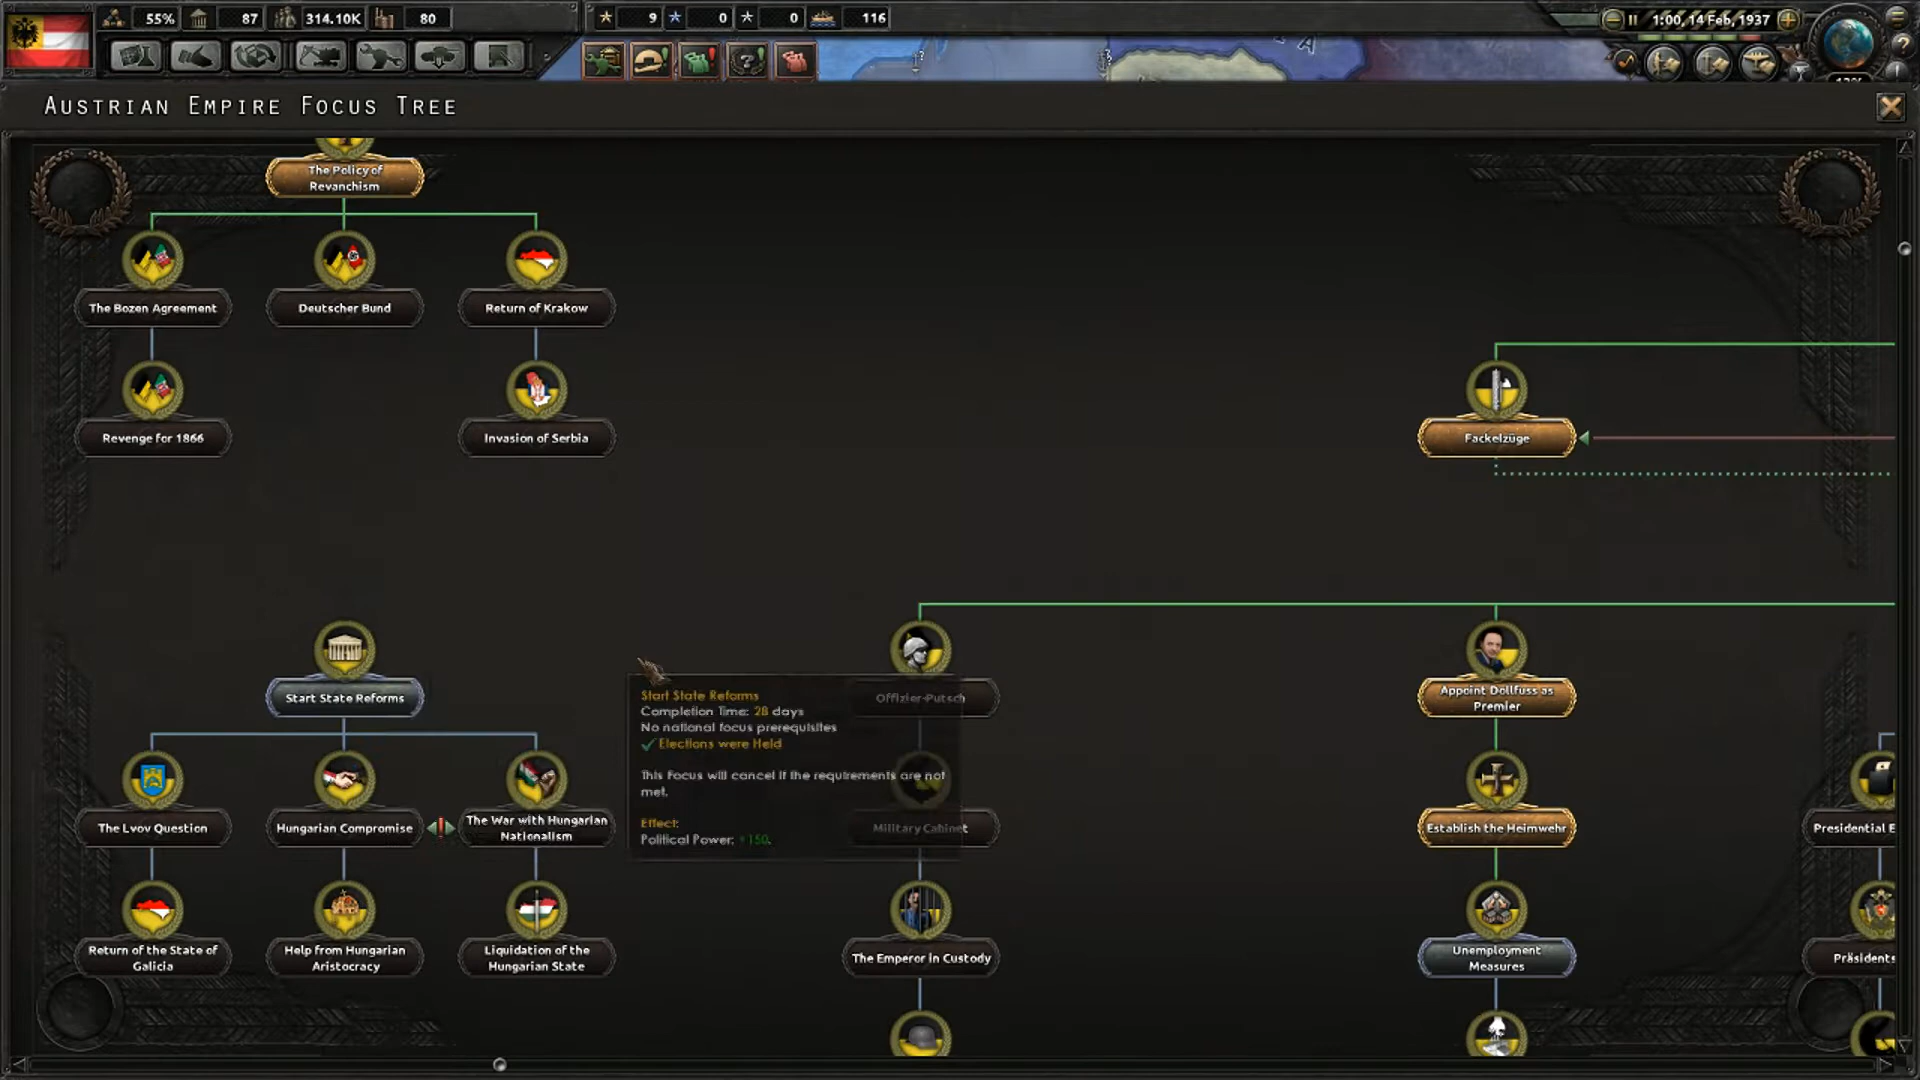 55%
87
314.10K
80
9
0
0
116
1:00, 14 Feb, 1937
Austrian Empire Focus Tree
The Policy of
Revanchism
The Bozen Agreement
Deutscher Bund
Return of Krakow
Revenge for 1866
Invasion of Serbia
Fackelzüge
Start State Reforms
Start State Reforms
Completion Time: 28 days
No national focus prerequisites
Elections were Held
This Focus will cancel if the requirements are not
met.
Effect:
Political Power: +150.
Offizier-Putsch
Appoint Dollfuss as
Premier
The Lvov Question
Hungarian Compromise
The War with Hungarian
Nationalism
Military Cabinet
Establish the Heimwehr
Presidential E
Return of the State of
Galicia
Help from Hungarian
Aristocracy
Liquidation of the
Hungarian State
The Emperor in Custody
Unemployment
Measures
Präsidents